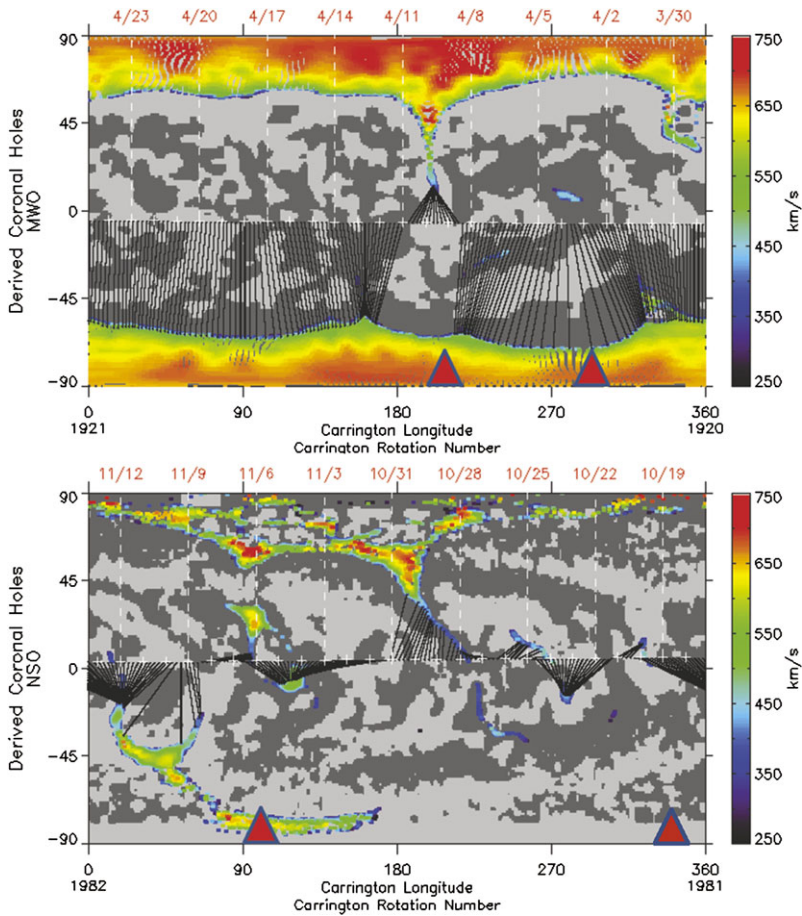 4/23 4/20 4/17 4/14 4/11 4/8 4/5 4/2 3/30
90
45
0
-45
-90
Derived Coronal Holes
MWO
0 90 180 270 360
1921 Carrington Longitude 1920
Carrington Rotation Number
750
650
550
450
350
250
km/s
11/12 11/9 11/6 11/3 10/31 10/28 10/25 10/22 10/19
90
45
0
-45
-90
Derived Coronal Holes
NSO
0 90 180 270 360
1982 Carrington Longitude 1981
Carrington Rotation Number
750
650
550
450
350
250
km/s